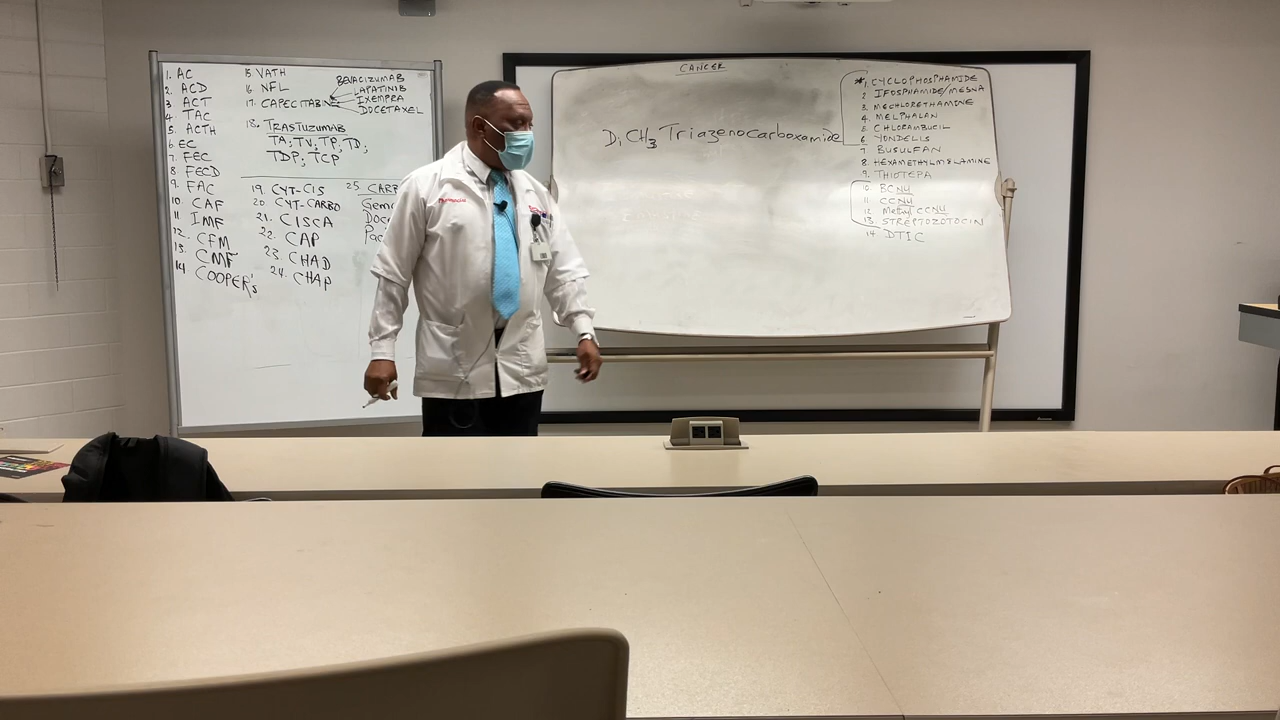 1. AC
2. ACD
3 ACT
4 TAC
5. ACTH
6 EC
7. FEC
8 FECD
9. FAC
10. CAF
11 IMF
12. CFM
13. CMF
14 COOPER's
15. VATH
16. NFL
17. CAPECITABINE
BEVACIZUMAB
LAPATINIB
IXEMPRA
DOCETAXEL
18. TRASTUZUMAB
TA, TV, TP, TD,
TDP, TCP
19. CYT-CIS
20. CYT-CARBO
21. CISCA
22. CAP
23. CHAD
24. CHAP
25. CARB
Gem
Doc
Pac
CANCER
D, CH3 Triazeno Carboxamide
*1. CYCLOPHOSPHAMIDE
2 IFOSPHAMIDE/MESNA
3. MECHLORETHAMINE
4. MELPHALAN
5 CHLORAMBUCIL
6 YONDELIS
7. BUSULFAN
8. HEXAMETHYLMELAMINE
9. THIOTEPA
10. BCNU
11 CCNU
12 Methyl CCNU
13. STREPTOZOTOCIN
14 DTIC